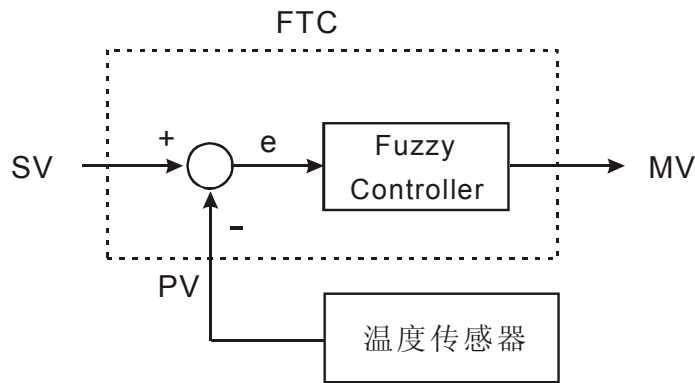 FTC
+
e
SV
Fuzzy
Controller
MV
-
PV
温度传感器